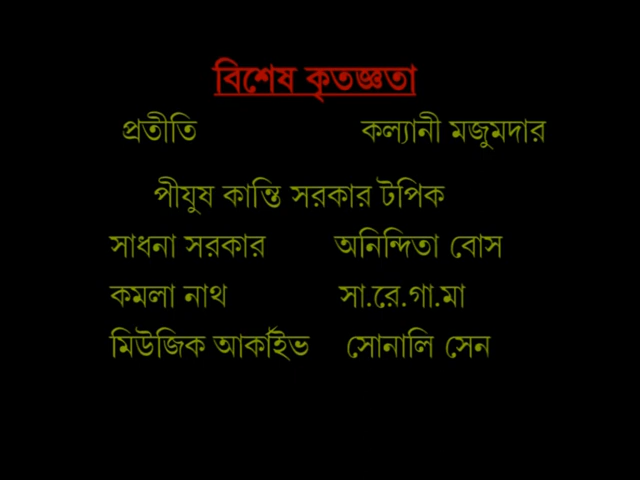 বিশেষ কৃতজ্ঞতা
প্রতীতি কল্যানী মজুমদার
পীযুষ কান্তি সরকার টপিক
সাধনা সরকার অনিন্দিতা বোস
কমলা নাথ সা.রে.গা.মা
মিউজিক আর্কাইভ সোনালি সেন